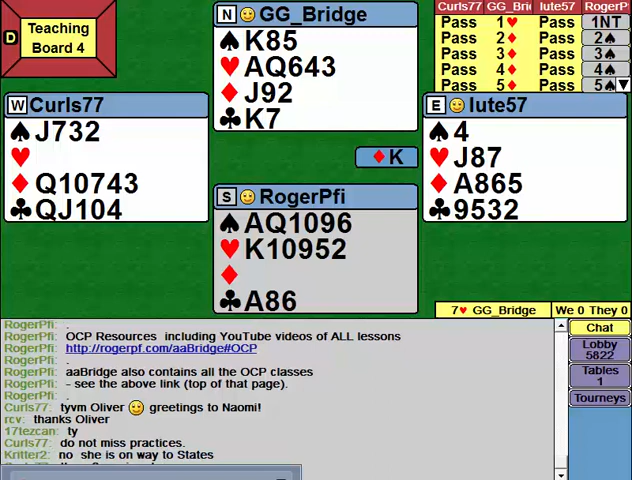 Curls77 GG_Bri lute57 RogerP
Pass 1♥ Pass 1NT
Pass 2♦ Pass 2♠
Pass 3♦ Pass 3♠
Pass 4♦ Pass 4♠
Pass 5♦ Pass 5♠
D
Teaching
Board 4
N GG_Bridge
♠K85
♥AQ643
♦J92
♣K7
W Curls77
♠J732
♥
♦Q10743
♣QJ104
E lute57
♠4
♥J87
♦A865
♣9532
♦K
S RogerPfi
♠AQ1096
♥K10952
♦
♣A86
7♥ GG_Bridge We 0 They 0
RogerPfi: .
RogerPfi: OCP Resources including YouTube videos of ALL lessons
RogerPfi: http://rogerpf.com/aaBridge#OCP
RogerPfi: .
RogerPfi: aaBridge also contains all the OCP classes
RogerPfi: - see the above link (top of that page).
RogerPfi: .
Curls77: tyvm Oliver greetings to Naomi!
rcv: thanks Oliver
17tezcan: ty
Curls77: do not miss practices.
Kritter2: no she is on way to States
Chat
Lobby
5822
Tables
1
Tourneys